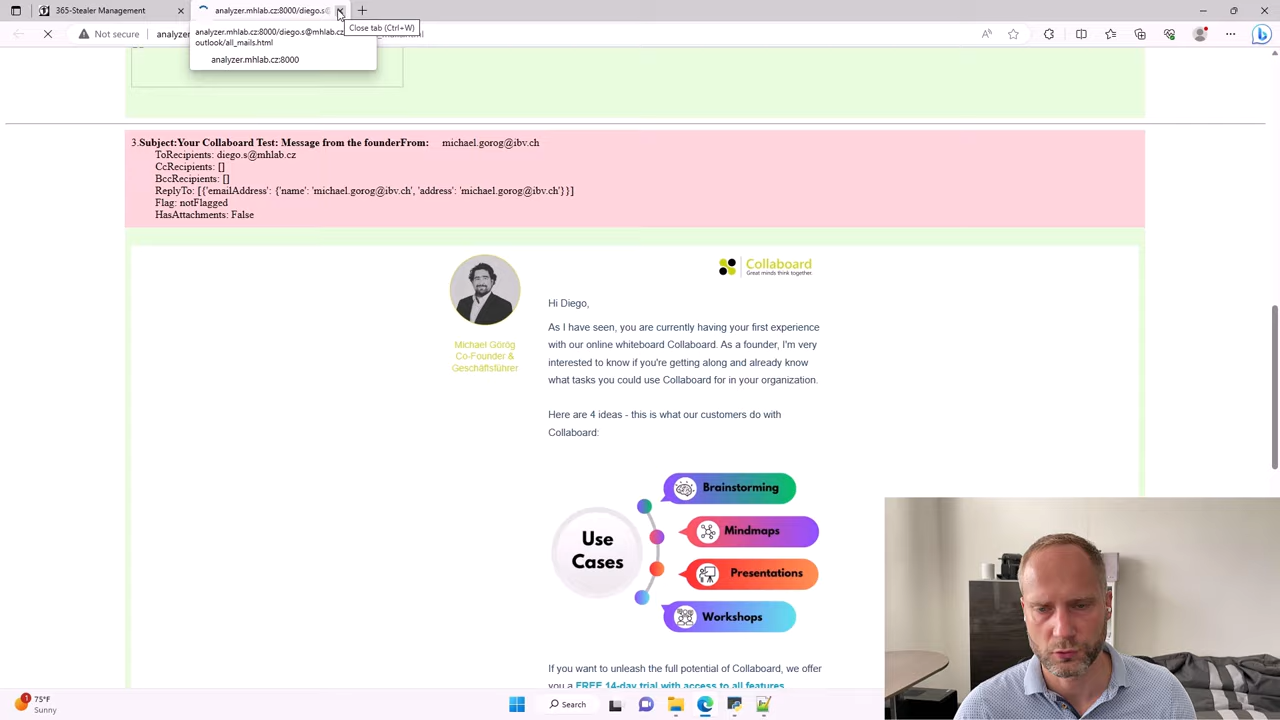 365-Stealer Management
analyzer.mhlab.cz:8000/diego.s@
Close tab (Ctrl+W)
Not secure
analyzer.mhlab.cz:8000/diego.s@mhlab.cz
outlook/all_mails.html
analyzer.mhlab.cz:8000
3.Subject:Your Collaboard Test: Message from the founderFrom: michael.gorog@ibv.ch
ToRecipients: diego.s@mhlab.cz
CcRecipients: []
BccRecipients: []
ReplyTo: [{'emailAddress': {'name': 'michael.gorog@ibv.ch', 'address': 'michael.gorog@ibv.ch'}}]
Flag: notFlagged
HasAttachments: False
Collaboard
Great minds think together.
Michael Görög
Co-Founder &
Geschäftsführer
Hi Diego,
As I have seen, you are currently having your first experience
with our online whiteboard Collaboard. As a founder, I'm very
interested to know if you're getting along and already know
what tasks you could use Collaboard for in your organization.
Here are 4 ideas - this is what our customers do with
Collaboard:
Use
Cases
Brainstorming
Mindmaps
Presentations
Workshops
If you want to unleash the full potential of Collaboard, we offer
you a FREE 14-day trial with access to all features
1
75°F
Sunny
Search